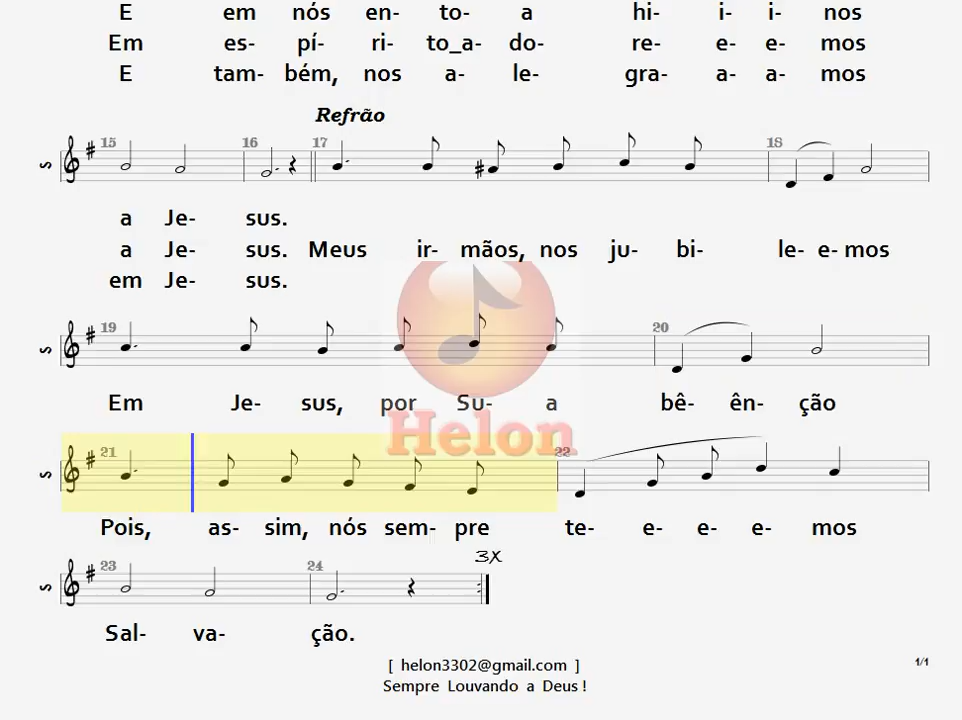 E em nós en- to- a hi- i- i- nos
Em es- pí- ri- to_a- do- re- e- e- mos
E tam- bém, nos a- le- gra- a- a- mos
Refrão
15 16 17 18
S
a Je- sus.
a Je- sus. Meus ir- mãos, nos ju- bi- le- e- mos
em Je- sus.
19 20
S
Em Je- sus, por Su- a bê- ên- ção
Helon
21 22
S
Pois, as- sim, nós sem- pre te- e- e- e- mos
3X
23 24
S
Sal- va- ção.
[ helon3302@gmail.com ]
1/1
Sempre Louvando a Deus !